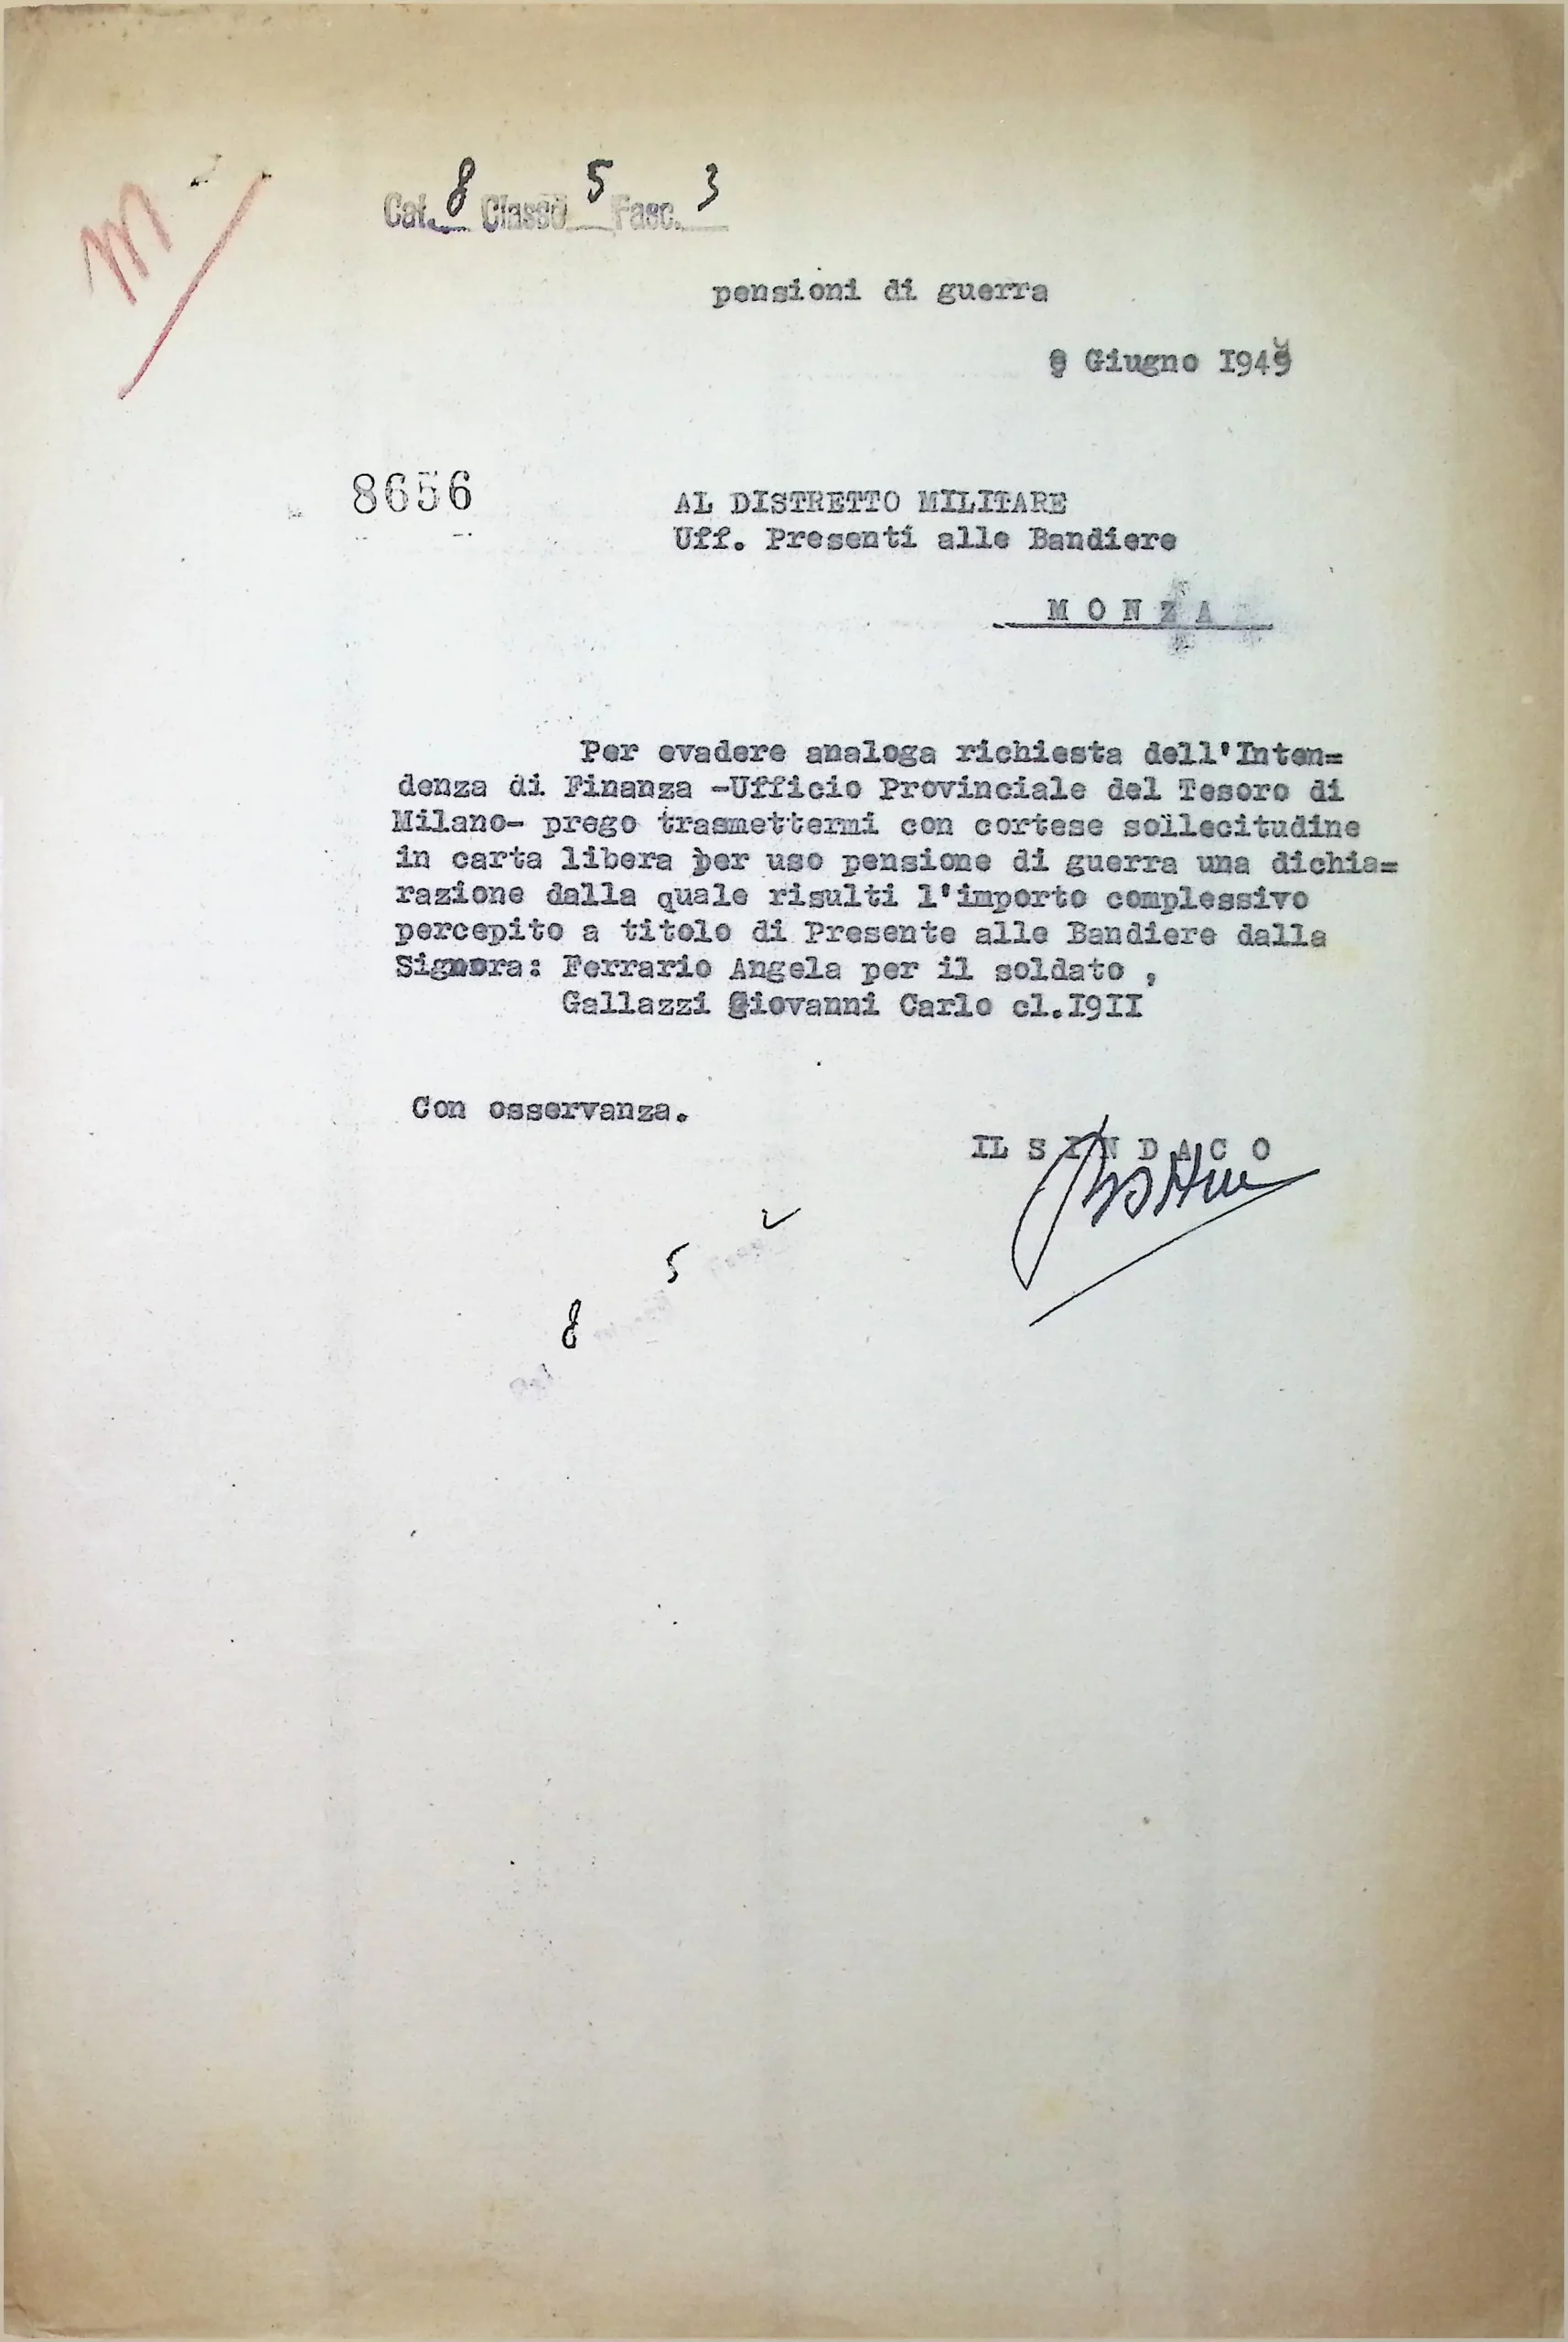 M
Cat. 8 Classe 5 Fasc. 3
pensioni di guerra
9 Giugno 1949
8656
AL DISTRETTO MILITARE
Uff. Presenti alle Bandiere
M O N Z A
Per evadere analoga richiesta dell'Inten=
denza di Finanza -Ufficio Provinciale del Tesoro di
Milano- prego trasmettermi con cortese sollecitudine
in carta libera per uso pensione di guerra una dichia=
razione dalla quale risulti l'importo complessivo
percepito a titolo di Presente alle Bandiere dalla
Signora: Ferrario Angela per il soldato ,
Gallazzi Giovanni Carlo cl.I9II
Con osservanza.
IL S I N D A C O
5
8